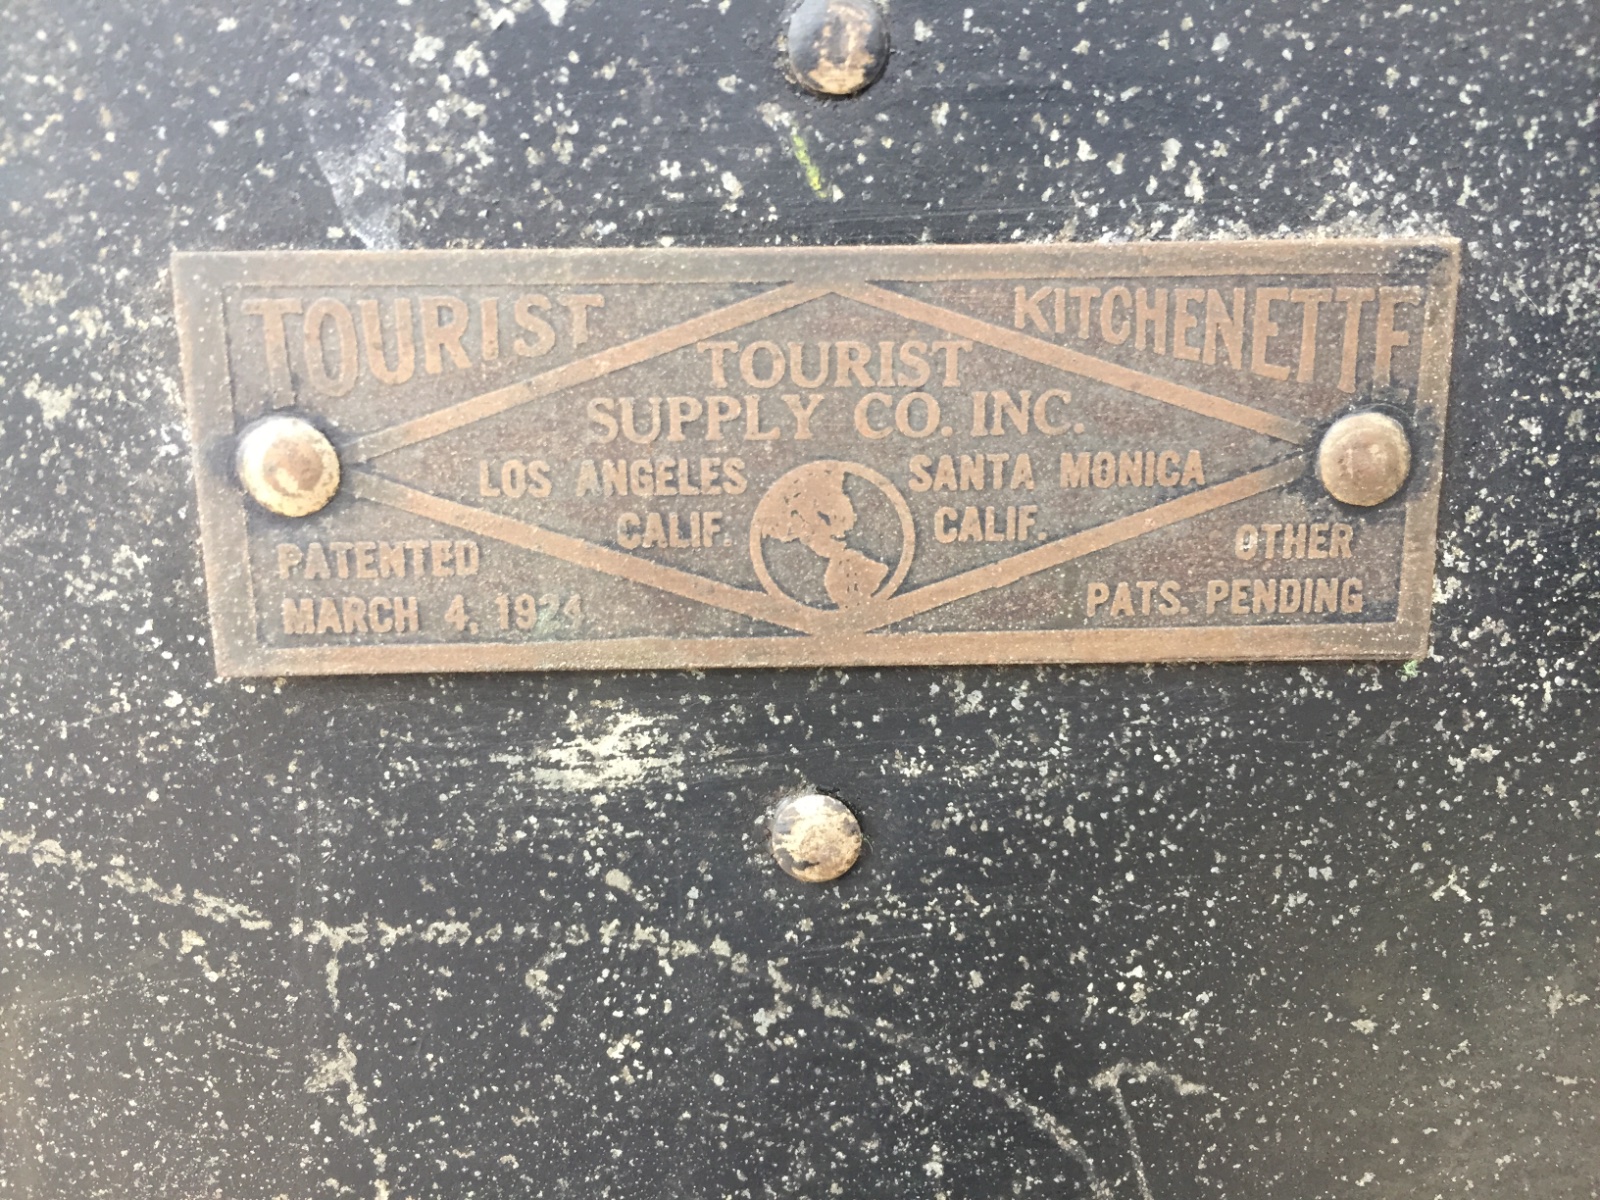 TOURIST KITCHENETTE
TOURIST
SUPPLY CO. INC.
LOS ANGELES SANTA MONICA
CALIF. CALIF.
PATENTED
MARCH 4, 1924
OTHER
PATS. PENDING